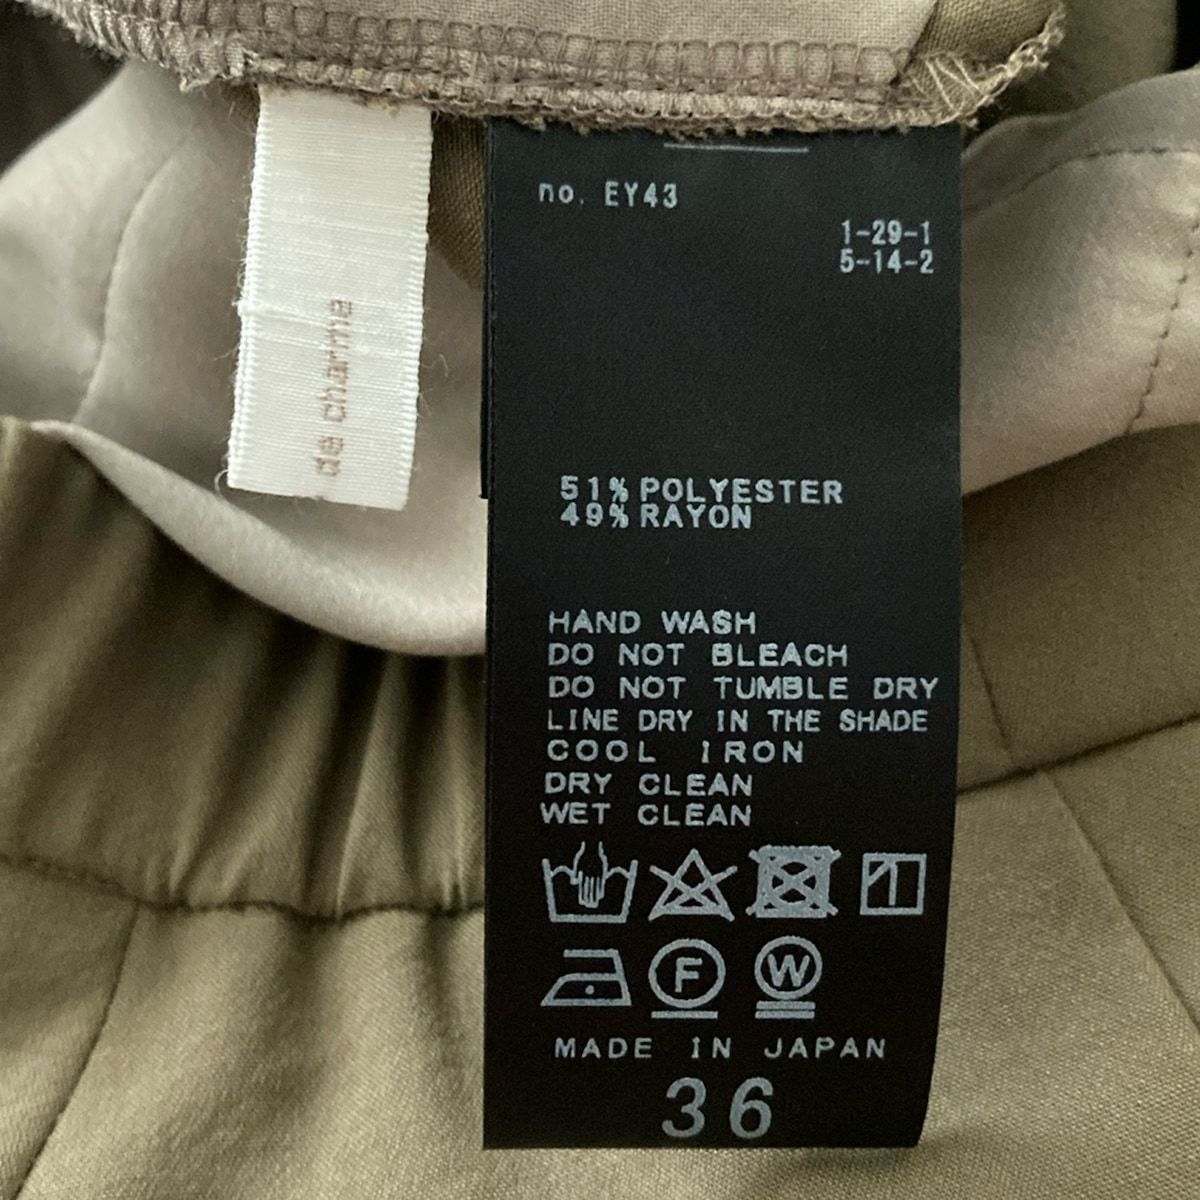 de charme
no. EY43
1-29-1
5-14-2
51% POLYESTER
49% RAYON
HAND WASH
DO NOT BLEACH
DO NOT TUMBLE DRY
LINE DRY IN THE SHADE
COOL IRON
DRY CLEAN
WET CLEAN
F W
MADE IN JAPAN
36